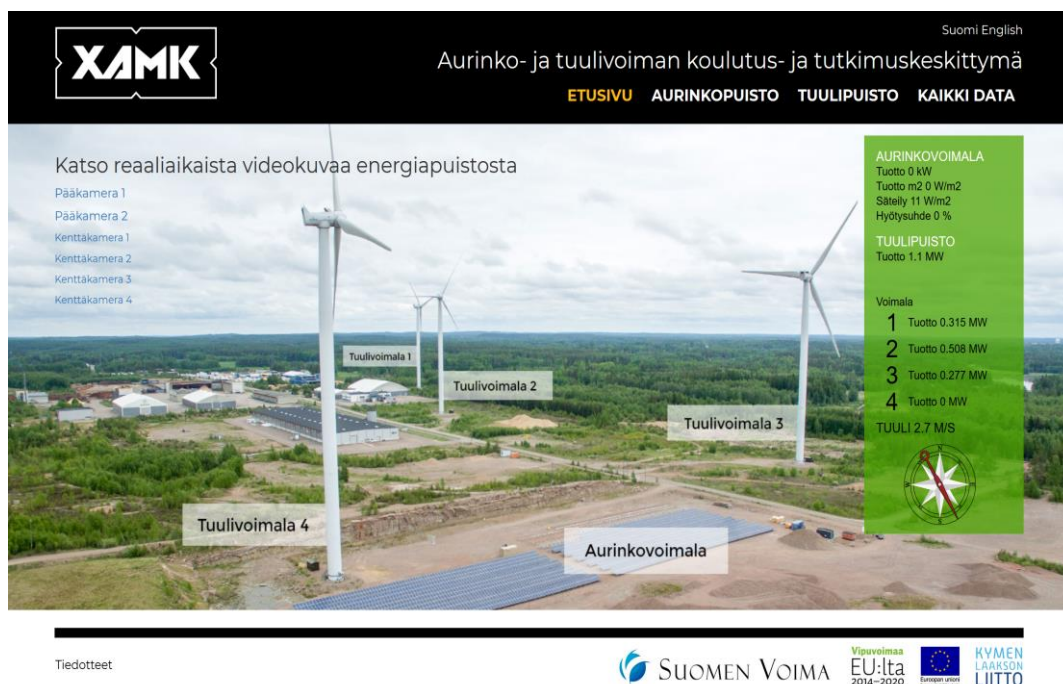 XAMK
Suomi English
Aurinko- ja tuulivoiman koulutus- ja tutkimuskeskittymä
ETUSIVU AURINKOPUISTO TUULIPUISTO KAIKKI DATA
Katso reaaliaikaista videokuvaa energiapuistosta
Pääkamera 1
Pääkamera 2
Kenttäkamera 1
Kenttäkamera 2
Kenttäkamera 3
Kenttäkamera 4
AURINKOVOIMALA
Tuotto 0 kW
Tuotto m2 0 W/m2
Säteily 11 W/m2
Hyötysuhde 0 %
TUULIPUISTO
Tuotto 1.1 MW
Voimala
1 Tuotto 0.315 MW
2 Tuotto 0.508 MW
3 Tuotto 0.277 MW
4 Tuotto 0 MW
TUULI 2.7 M/S
Tuulivoimala 1
Tuulivoimala 2
Tuulivoimala 3
Tuulivoimala 4
Aurinkovoimala
Tiedotteet
SUOMEN VOIMA
Vipuvoimaa
EU:lta
2014–2020
Euroopan unioni
KYMEN
LAAKSON
LIITTO